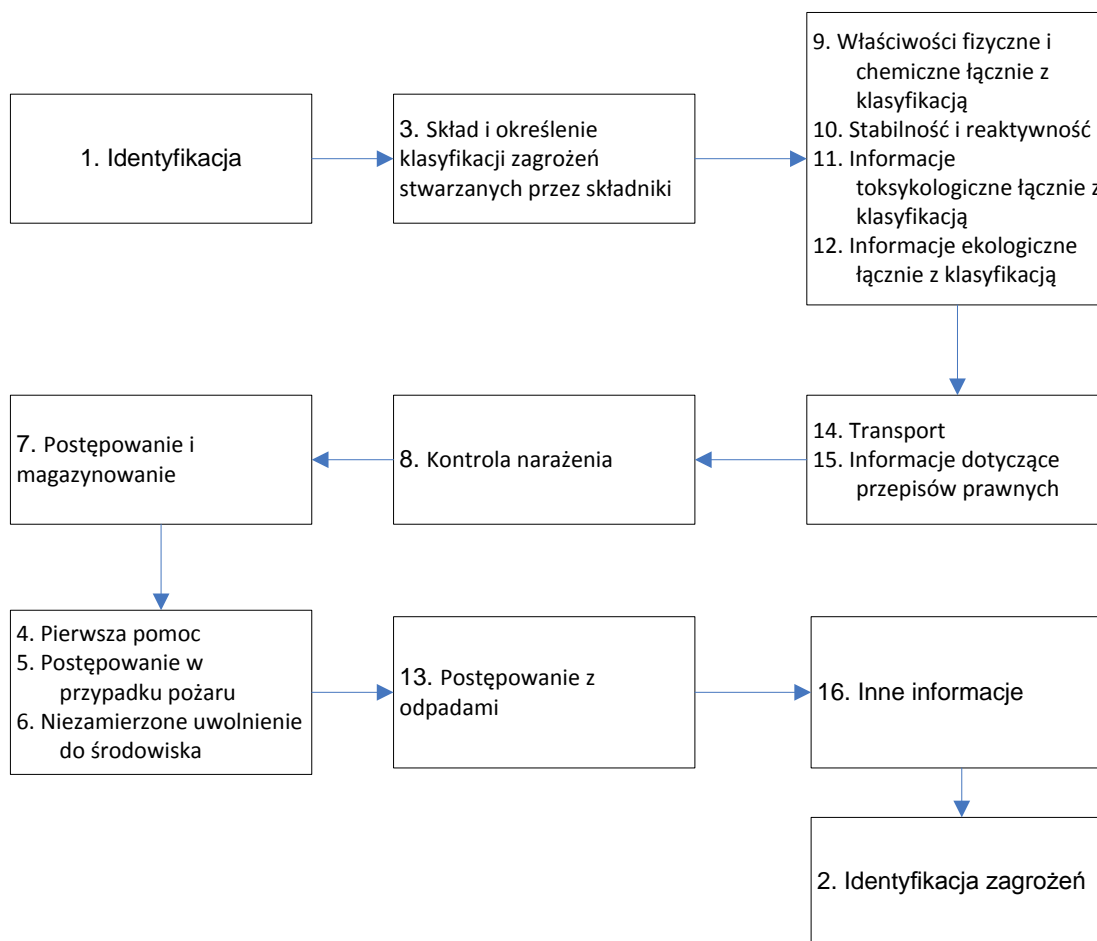 1. Identyfikacja
3. Skład i określenie
klasyfikacji zagrożeń
stwarzanych przez składniki
9. Właściwości fizyczne i
chemiczne łącznie z
klasyfikacją
10. Stabilność i reaktywność
11. Informacje
toksykologiczne łącznie z
klasyfikacją
12. Informacje ekologiczne
łącznie z klasyfikacją
7. Postępowanie i
magazynowanie
8. Kontrola narażenia
14. Transport
15. Informacje dotyczące
przepisów prawnych
4. Pierwsza pomoc
5. Postępowanie w
przypadku pożaru
6. Niezamierzone uwolnienie
do środowiska
13. Postępowanie z
odpadami
16. Inne informacje
2. Identyfikacja zagrożeń